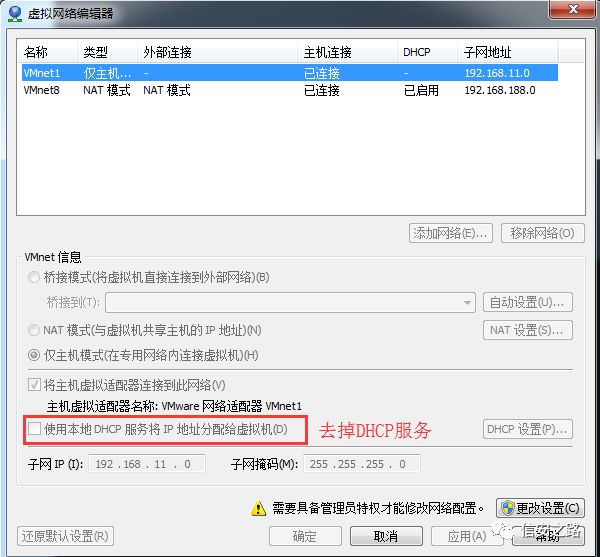 虚拟网络编辑器
名称 类型 外部连接 主机连接 DHCP 子网地址
VMnet1 仅主机... - 已连接 - 192.168.11.0
VMnet8 NAT 模式 NAT 模式 已连接 已启用 192.168.188.0
添加网络(E)... 移除网络(O)
VMnet 信息
桥接模式(将虚拟机直接连接到外部网络)(B)
桥接到(T): 自动设置(U)...
NAT 模式(与虚拟机共享主机的 IP 地址)(N) NAT 设置(S)...
仅主机模式(在专用网络内连接虚拟机)(H)
将主机虚拟适配器连接到此网络(V)
主机虚拟适配器名称: VMware 网络适配器 VMnet1
使用本地 DHCP 服务将 IP 地址分配给虚拟机(D) 去掉DHCP服务 DHCP 设置(P)...
子网 IP (I): 192 .168 . 11 . 0 子网掩码(M): 255 .255 .255 . 0
需要具备管理员特权才能修改网络配置。 更改设置(C)
还原默认设置(R) 确定 取消 应用(A) 帮助
信安之路